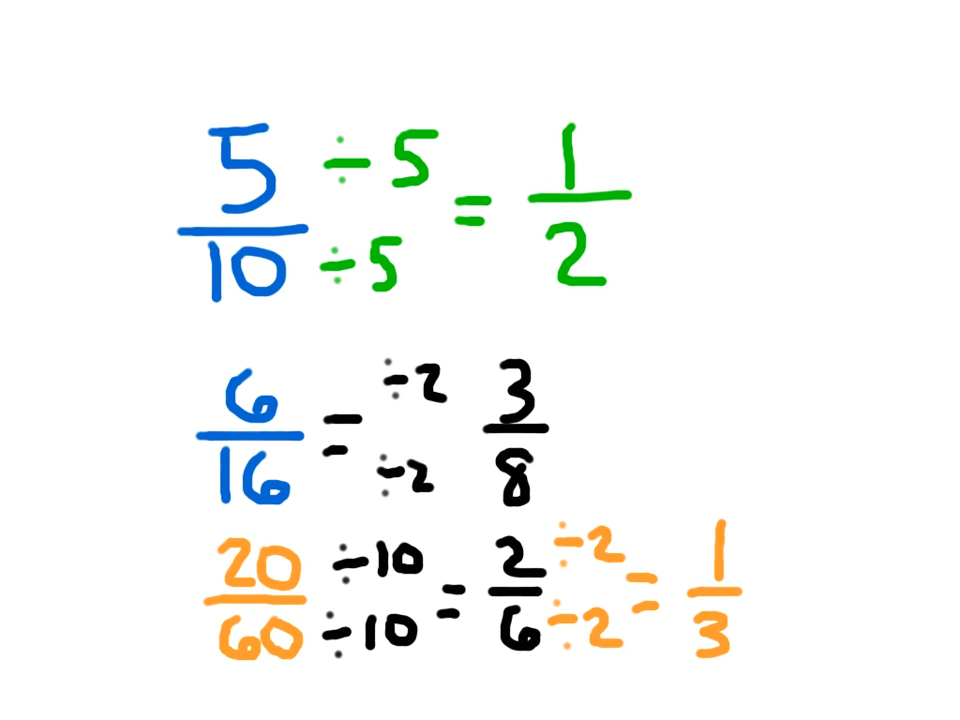 5/10 ÷5/÷5 = 1/2
6/16 = ÷2/÷2 3/8
20/60 ÷10/÷10 = 2/6 ÷2/÷2 = 1/3